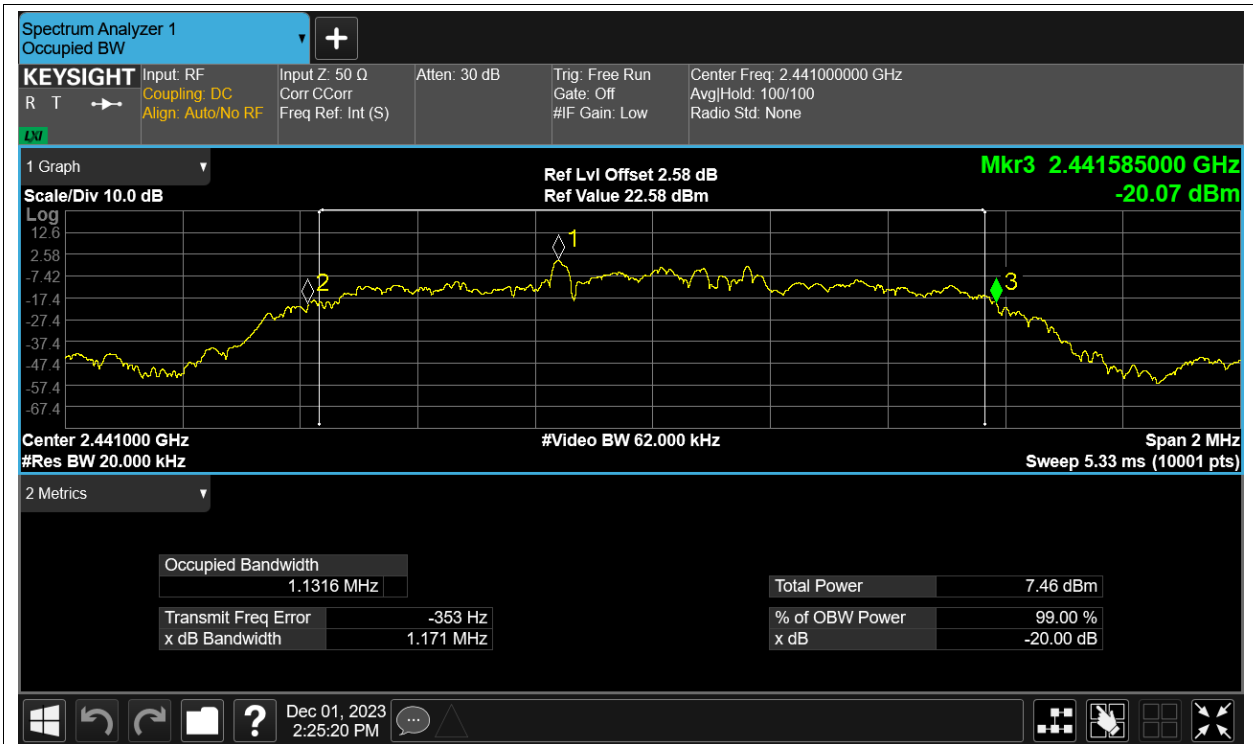 Spectrum Analyzer 1
Occupied BW
KEYSIGHT
R T
LXI
Input: RF
Coupling: DC
Align: Auto/No RF
Input Z: 50 Ω
Corr CCorr
Freq Ref: Int (S)
Atten: 30 dB
Trig: Free Run
Gate: Off
#IF Gain: Low
Center Freq: 2.441000000 GHz
Avg|Hold: 100/100
Radio Std: None
1 Graph
Scale/Div 10.0 dB
Ref Lvl Offset 2.58 dB
Ref Value 22.58 dBm
Mkr3 2.441585000 GHz
-20.07 dBm
Log
12.6
2.58
-7.42
-17.4
-27.4
-37.4
-47.4
-57.4
-67.4
1
2
3
Center 2.441000 GHz
#Video BW 62.000 kHz
Span 2 MHz
#Res BW 20.000 kHz
Sweep 5.33 ms (10001 pts)
2 Metrics
Occupied Bandwidth
1.1316 MHz
Total Power 7.46 dBm
Transmit Freq Error -353 Hz
% of OBW Power 99.00 %
x dB Bandwidth 1.171 MHz
x dB -20.00 dB
?
Dec 01, 2023
2:25:20 PM